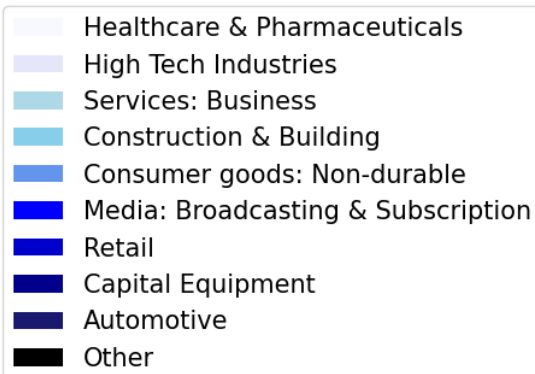 Healthcare & Pharmaceuticals
High Tech Industries
Services: Business
Construction & Building
Consumer goods: Non-durable
Media: Broadcasting & Subscription
Retail
Capital Equipment
Automotive
Other